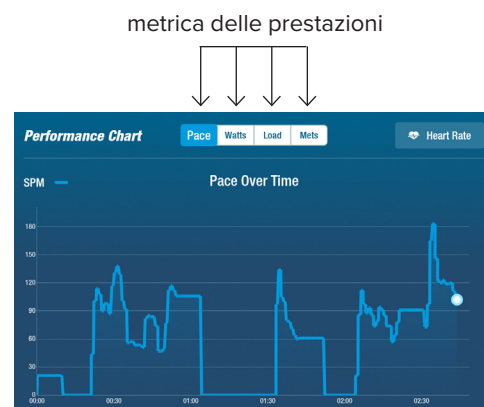 metrica delle prestazioni
Performance Chart
Pace Watts Load Mets
Heart Rate
SPM
Pace Over Time
180
150
120
90
60
30
0
00:00 00:30 01:00 01:30 02:00 02:30